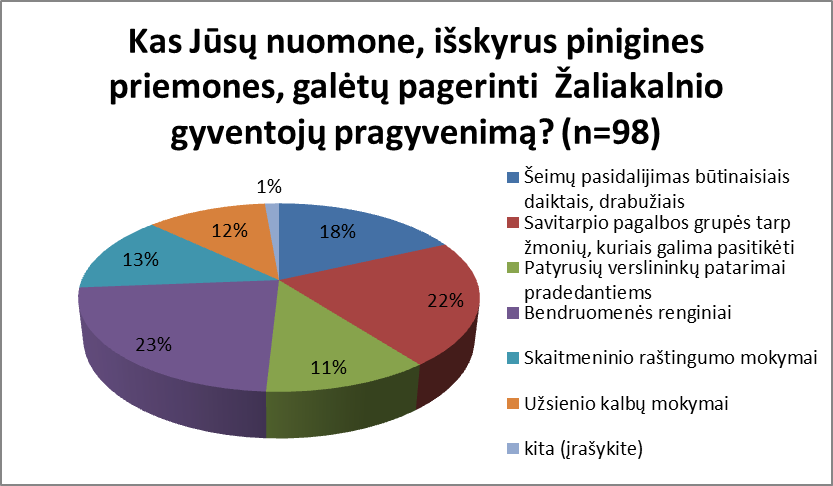 Kas Jūsų nuomone, išskyrus pinigines
priemones, galėtų pagerinti  Žaliakalnio
gyventojų pragyvenimą? (n=98)
1%
18%
12%
13%
22%
23%
11%
Šeimų pasidalijimas būtinaisiais
daiktais, drabužiais
Savitarpio pagalbos grupės tarp
žmonių, kuriais galima pasitikėti
Patyrusių verslininkų patarimai
pradedantiems
Bendruomenės renginiai
Skaitmeninio raštingumo mokymai
Užsienio kalbų mokymai
kita (įrašykite)